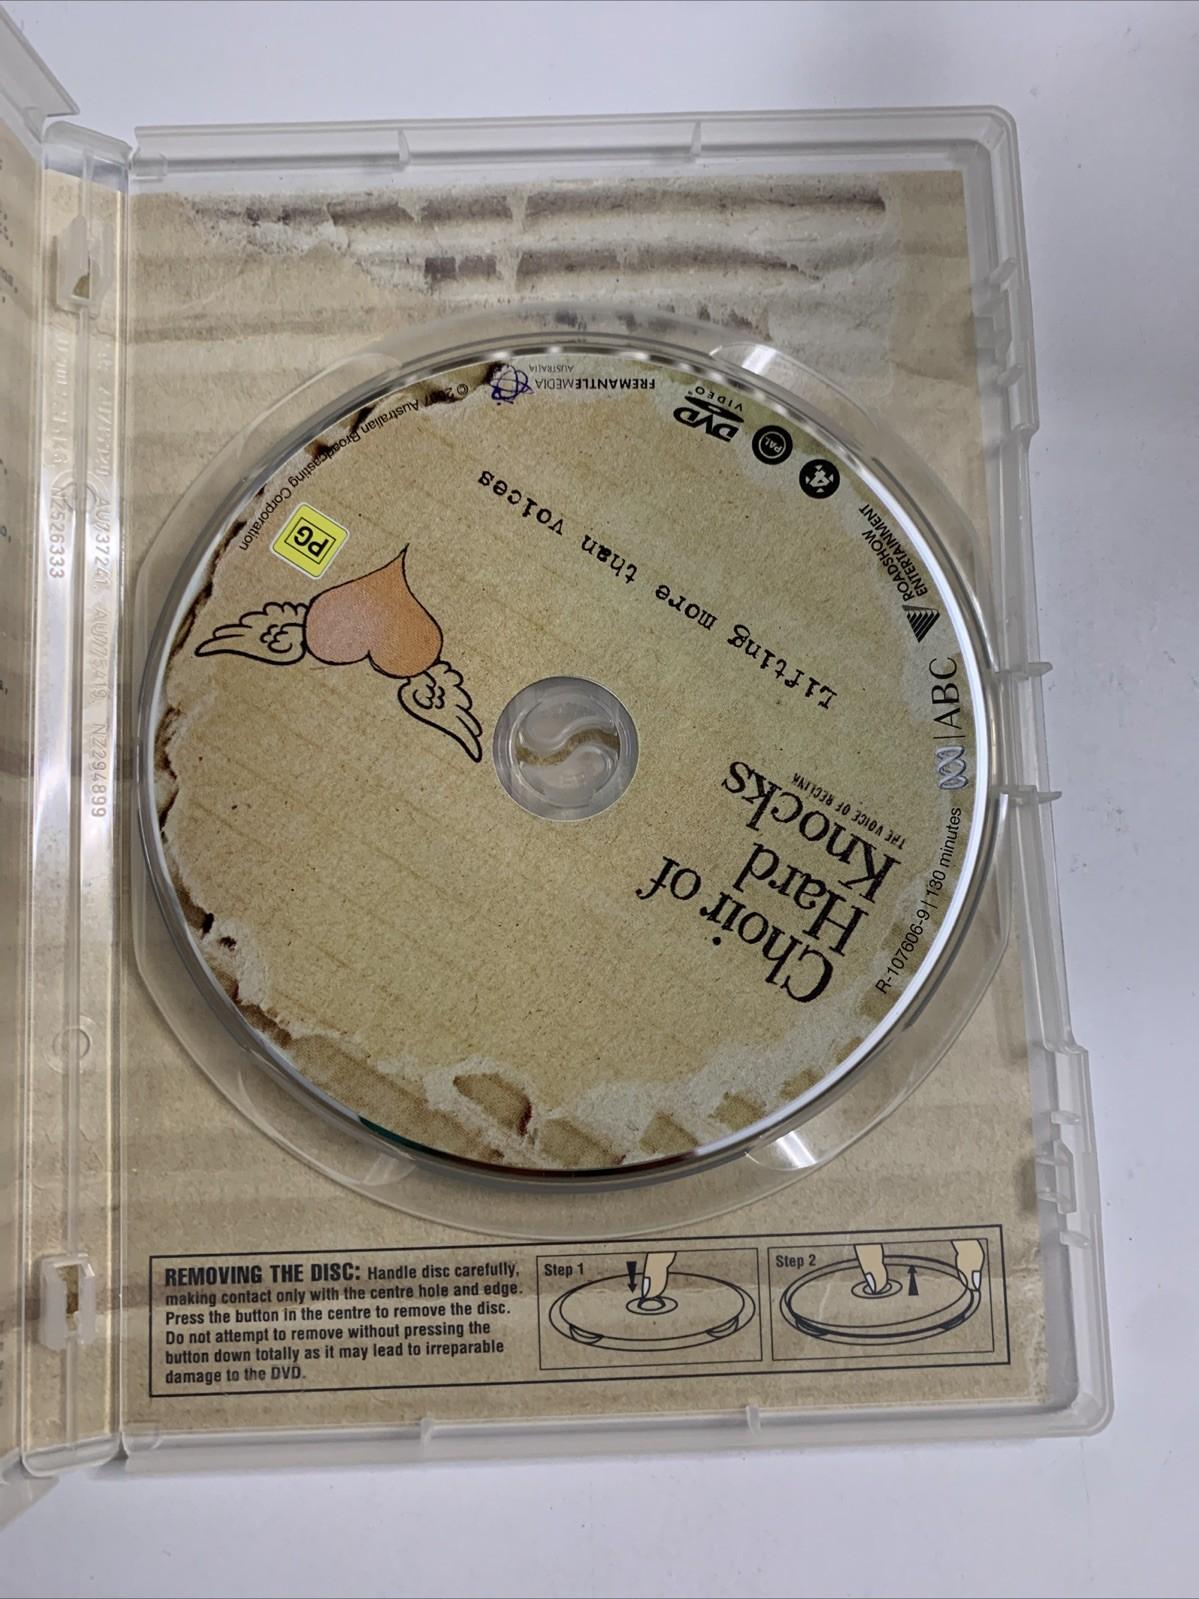 Choir of
Hard
Knocks
THE VOICE OF RECLINK
Lifting more than voices
PG
© 2007 Australian Broadcasting Corporation
FREMANTLEMEDIA
AUSTRALIA
DVD
VIDEO
PAL
4
ROADSHOW
ENTERTAINMENT
ABC
R-107606-9 | 130 minutes
NZ526333
NZ294899
REMOVING THE DISC: Handle disc carefully,
making contact only with the centre hole and edge.
Press the button in the centre to remove the disc.
Do not attempt to remove without pressing the
button down totally as it may lead to irreparable
damage to the DVD.
Step 1
Step 2